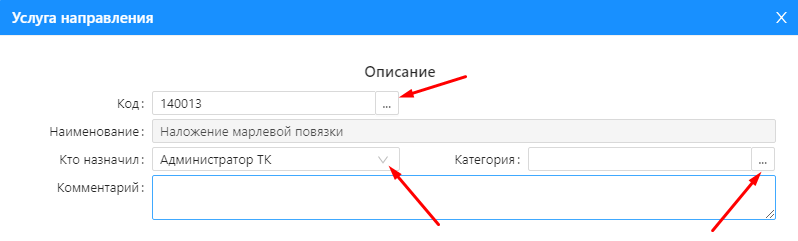 Услуга направления
Описание
Код: 140013 ...
Наименование: Наложение марлевой повязки
Кто назначил: Администратор ТК Категория: ...
Комментарий: